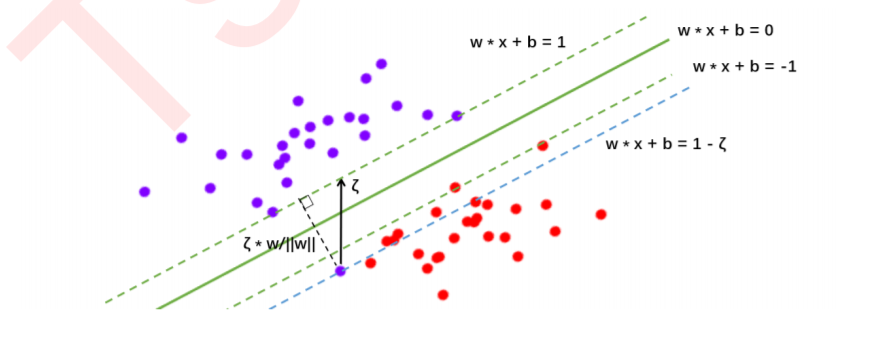 w * x + b = 0
w * x + b = 1
w * x + b = -1
w * x + b = 1 - ζ
ζ
ζ * w/||w||